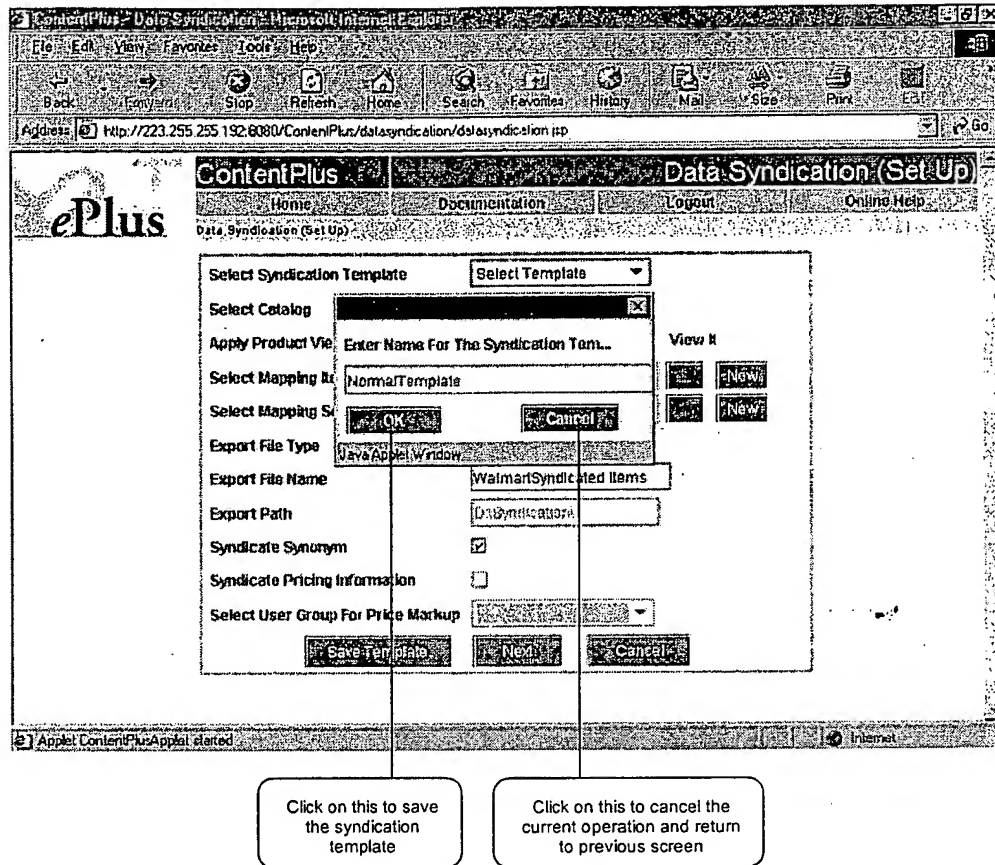 ContentPlus - Data Syndication - Microsoft Internet Explorer
File Edit View Favorites Tools Help
Back Forward Stop Refresh Home Search Favorites History Mail Size Print Edit
Address http://223.255.255.192:8080/ContentPlus/datasyndication/datasyndication.jsp Go
ePlus
ContentPlus Data Syndication (Set Up)
Home Documentation Logout Online Help
Data Syndication (Set Up)
Select Syndication Template Select Template
Select Catalog
Apply Product Vie View It
Enter Name For The Syndication Tem...
Select Mapping NormalTemplate New
Select Mapping New
OK Cancel
Export File Type
Java Applet Window
Export File Name WalmartSyndicated Items
Export Path D:\Syndication\
Syndicate Synonym
Syndicate Pricing Information
Select User Group For Price Markup
Save Template Next Cancel
Applet ContentPlusApplet started Internet
Click on this to save
the syndication
template
Click on this to cancel the
current operation and return
to previous screen